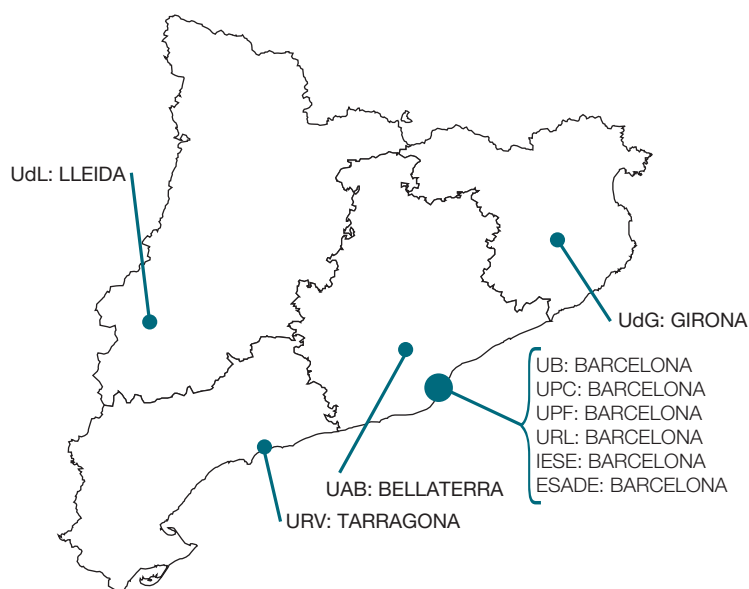 UdL: LLEIDA
UdG: GIRONA
UB: BARCELONA
UPC: BARCELONA
UPF: BARCELONA
URL: BARCELONA
IESE: BARCELONA
ESADE: BARCELONA
UAB: BELLATERRA
URV: TARRAGONA